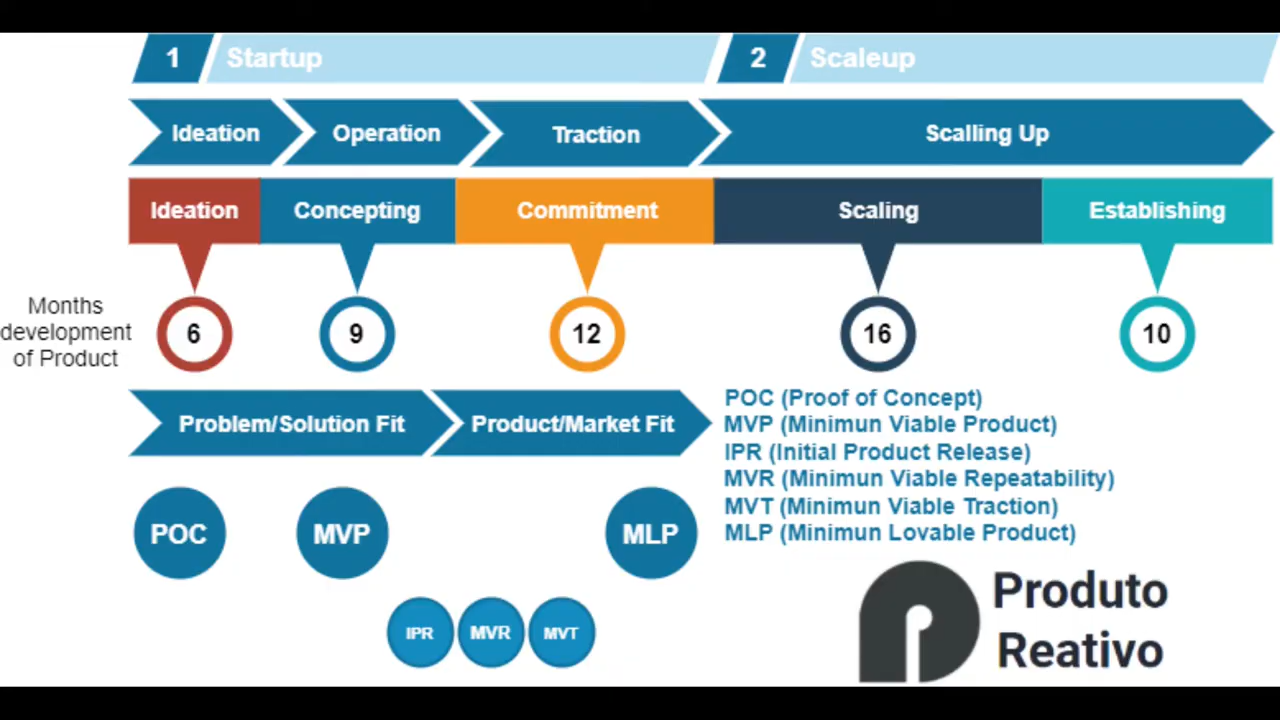 1 Startup 2 Scaleup
Ideation Operation Traction Scalling Up
Ideation Concepting Commitment Scaling Establishing
Months
development
of Product
6 9 12 16 10
Problem/Solution Fit Product/Market Fit
POC MVP MLP
IPR MVR MVT
POC (Proof of Concept)
MVP (Minimun Viable Product)
IPR (Initial Product Release)
MVR (Minimun Viable Repeatability)
MVT (Minimun Viable Traction)
MLP (Minimun Lovable Product)
Produto
Reativo